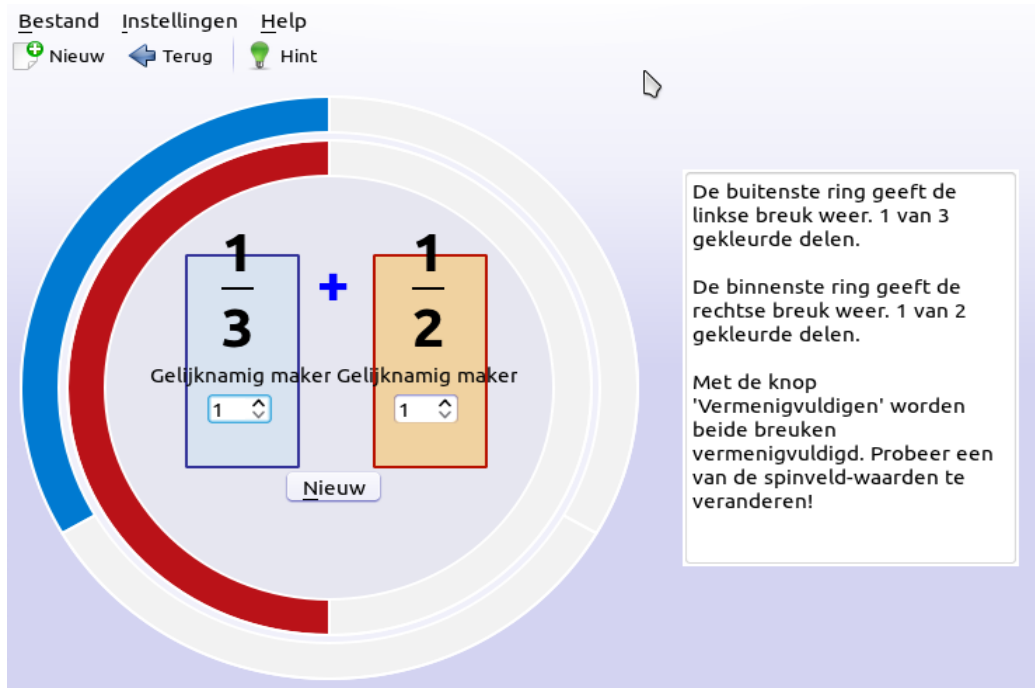 Bestand Instellingen Help
Nieuw Terug Hint
1 + 1
3 2
Gelijknamig maker Gelijknamig maker
1 1
Nieuw
De buitenste ring geeft de
linkse breuk weer. 1 van 3
gekleurde delen.
De binnenste ring geeft de
rechtse breuk weer. 1 van 2
gekleurde delen.
Met de knop
'Vermenigvuldigen' worden
beide breuken
vermenigvuldigd. Probeer een
van de spinveld-waarden te
veranderen!